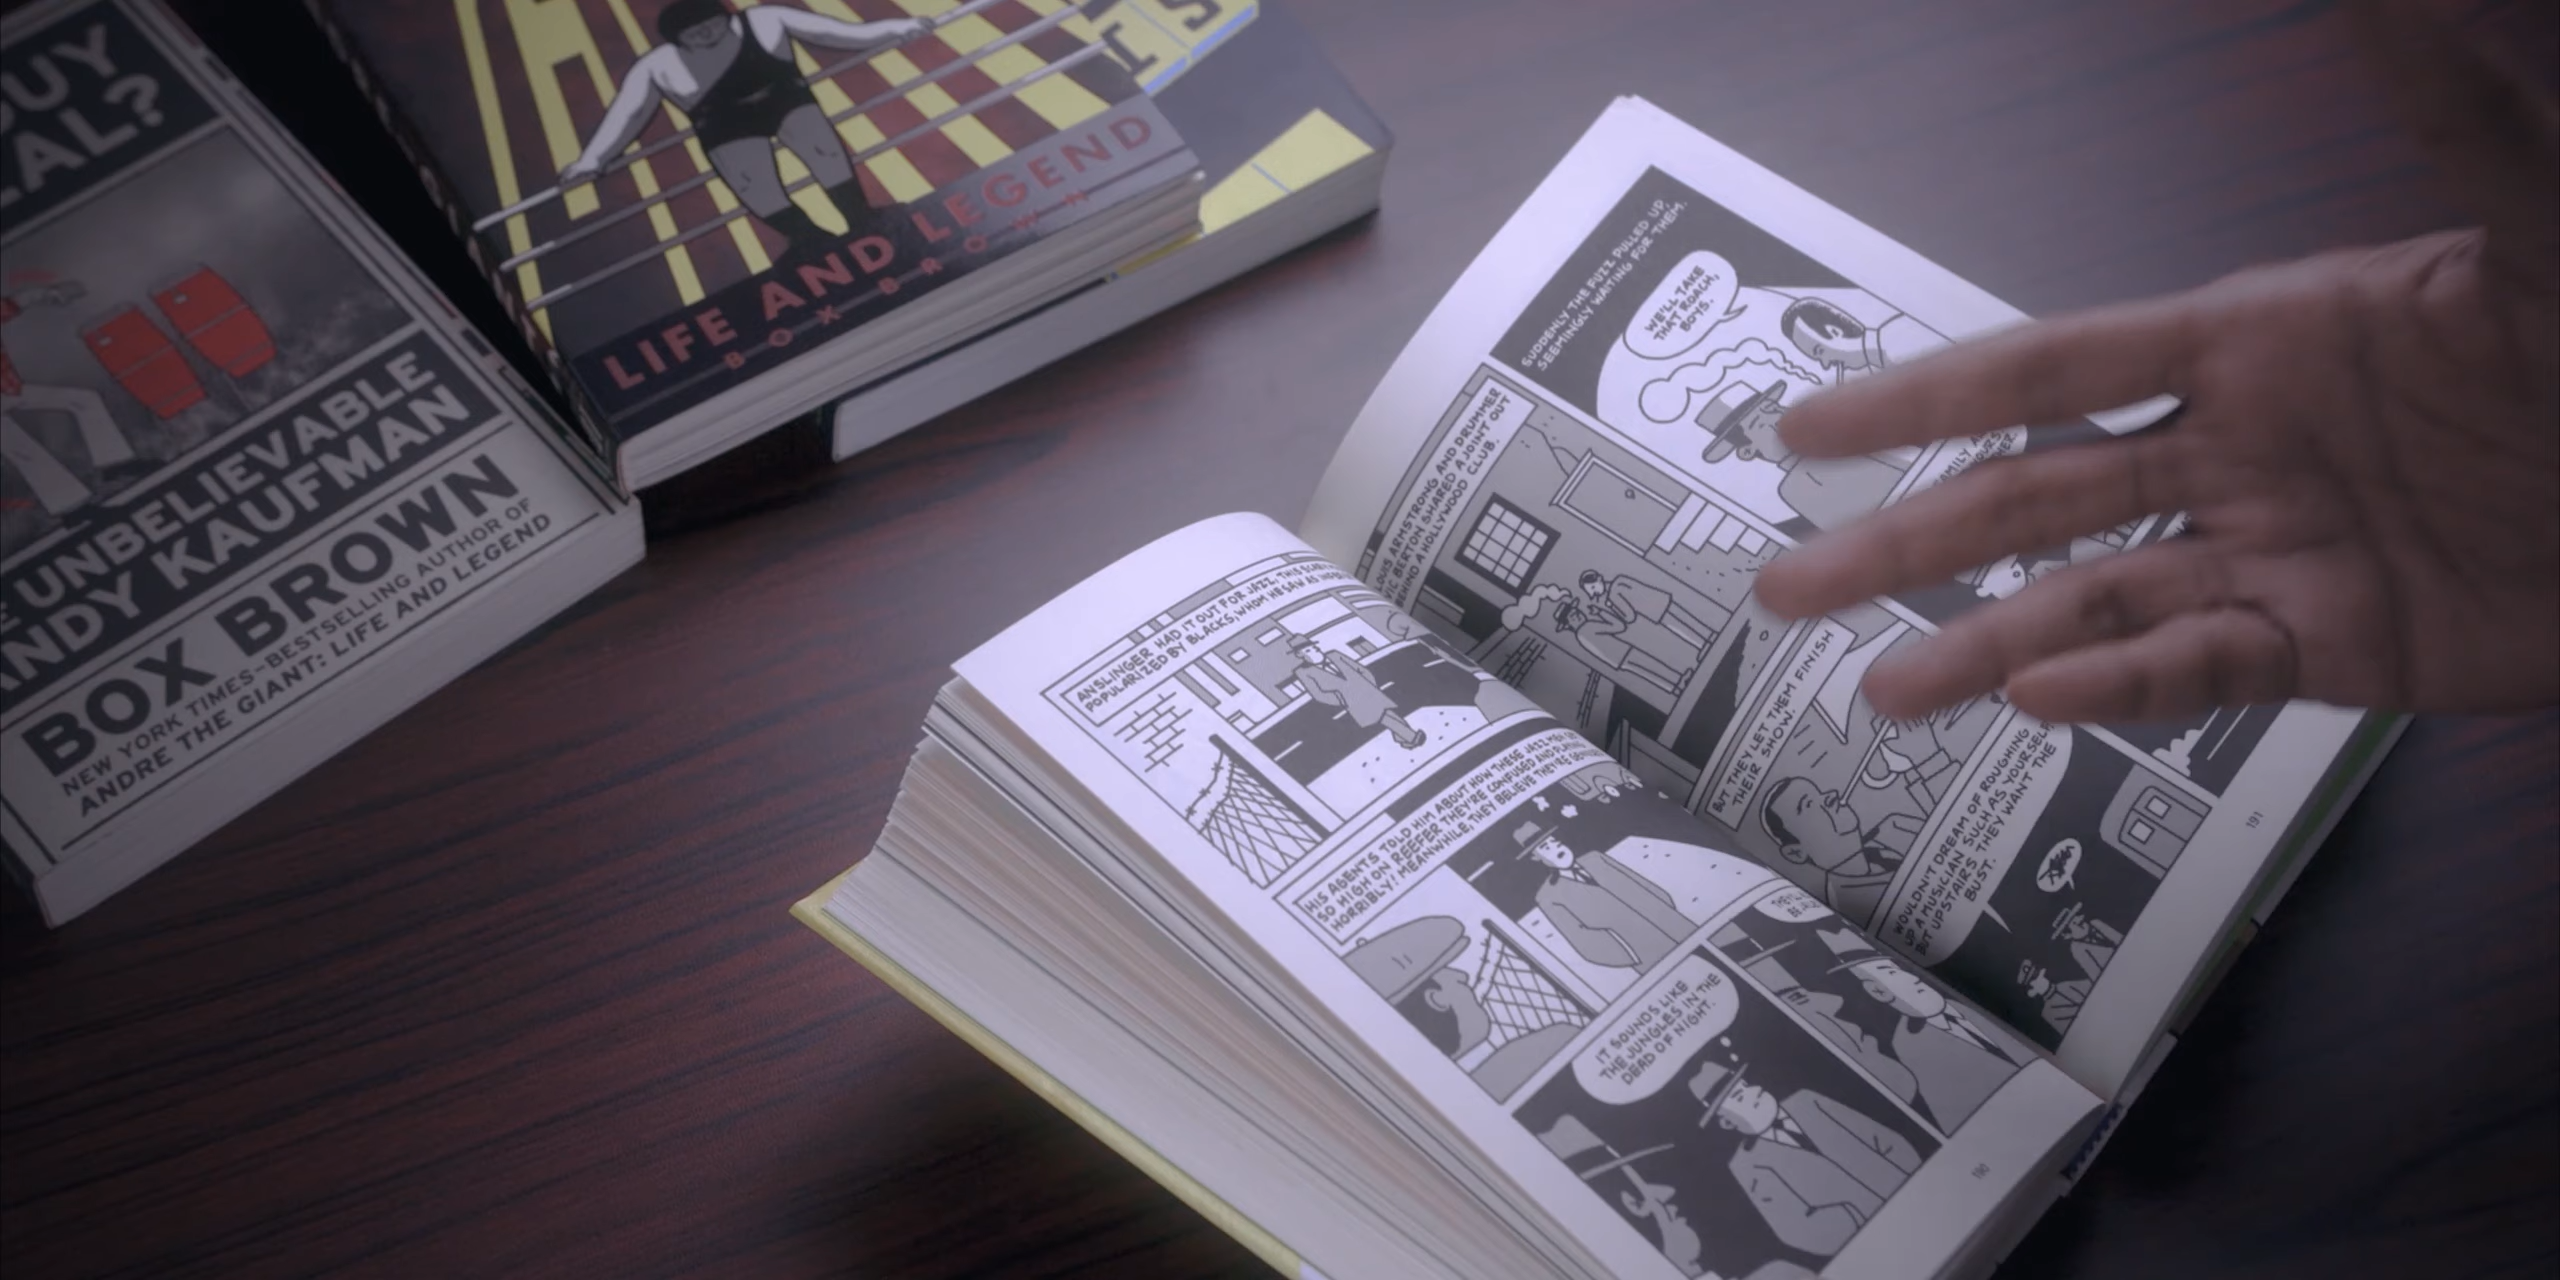 UY
AL?
UNBELIEVABLE
ANDY KAUFMAN
BOX BROWN
NEW YORK TIMES-BESTSELLING AUTHOR OF
ANDRE THE GIANT: LIFE AND LEGEND
LIFE AND LEGEND
BOX BROWN
IS
ANSLINGER HAD IT OUT FOR JAZZ, THIS
POPULARIZED BY BLACKS, WHOM HE SAW AS
HIS AGENTS TOLD HIM ABOUT HOW THESE JAZZ MEN
SO HIGH ON REEFER THEY'RE CONFUSED AND PLAYING
HORRIBLY! MEANWHILE, THEY BELIEVE THEY'RE
IT SOUNDS LIKE
THE JUNGLES IN THE
DEAD OF NIGHT.
190
SUDDENLY THE FUZZ PULLED UP,
SEEMINGLY WAITING FOR THEM.
WE'LL TAKE
THAT ROACH,
BOYS.
ARMSTRONG AND DRUMMER
VIC BERTON SHARED A JOINT OUT
BEHIND A HOLLYWOOD CLUB.
BUT THEY LET THEM FINISH
THEIR SHOW.
WOULDN'T DREAM OF ROUGHING
UP A MUSICIAN SUCH AS YOURSELF,
BUT UPSTAIRS THEY WANT THE
BUST.
191